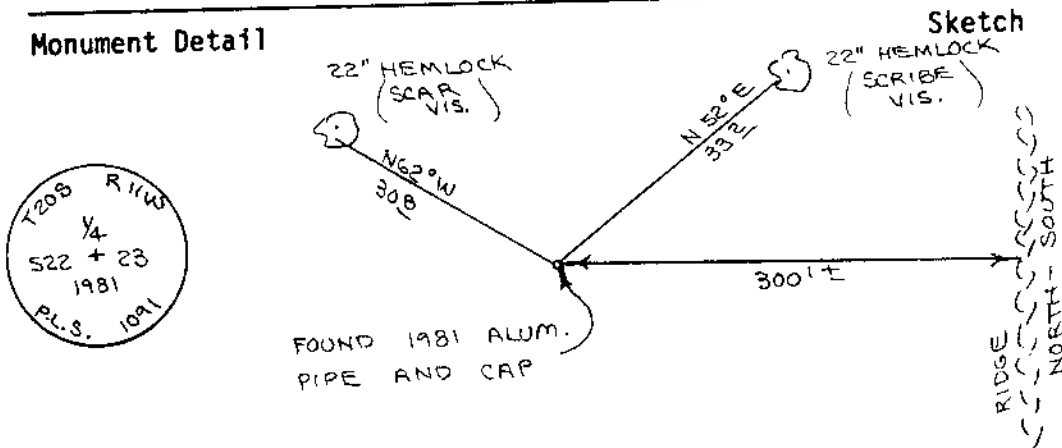 Monument Detail
Sketch
22" HEMLOCK
( SCAR
VIS. )
22" HEMLOCK
( SCRIBE
VIS. )
N62°W
308
N 52°E
332
T20S R11W
1/4
S22 + 23
1981
P.L.S. 1091
300'±
FOUND 1981 ALUM.
PIPE AND CAP
RIDGE
NORTH - SOUTH